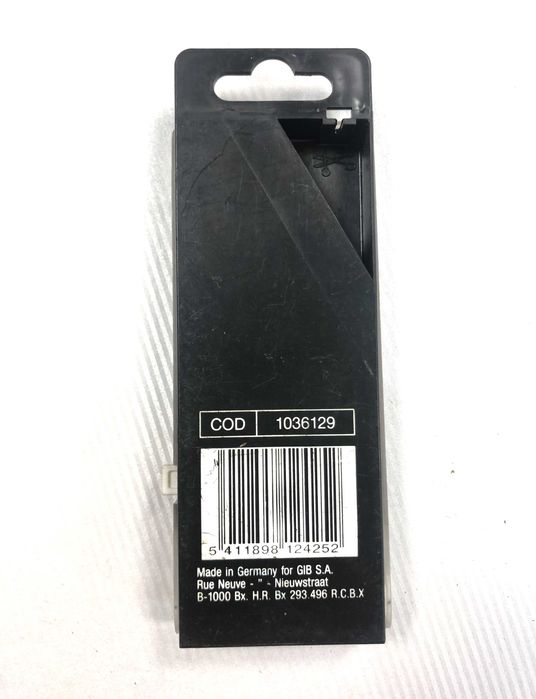 COD 1036129
5 411898 124252
Made in Germany for GIB S.A.
Rue Neuve - " - Nieuwstraat
B-1000 Bx. H.R. Bx 293.496 R.C.B.X